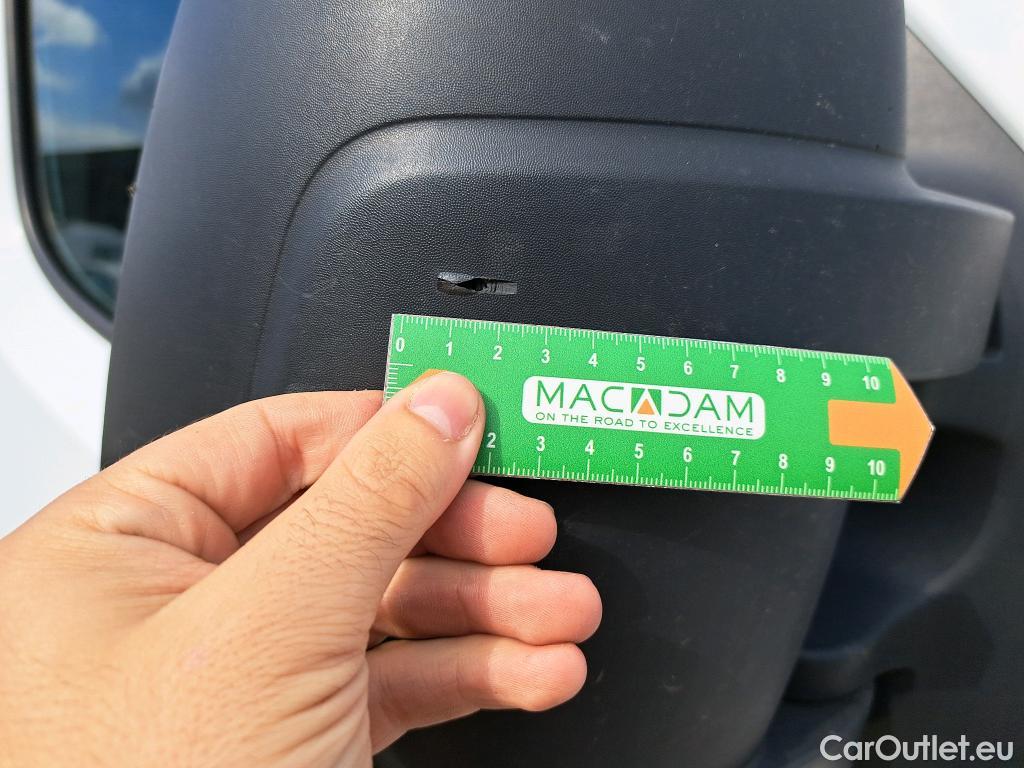 0 1 2 3 4 5 6 7 8 9 10
MACADAM
ON THE ROAD TO EXCELLENCE
2 3 4 5 6 7 8 9 10
CarOutlet.eu